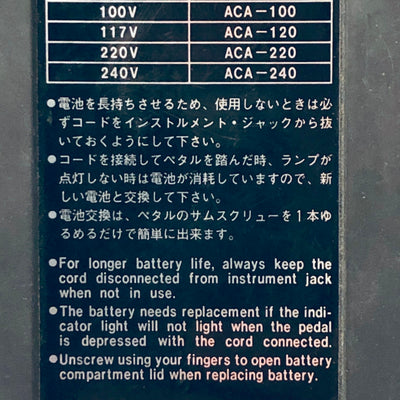 100V ACA-100
117V ACA-120
220V ACA-220
240V ACA-240
●電池を長持ちさせるため、使用しないときは必
ずコードをインストルメント・ジャックから抜
いておくようにして下さい。
●コードを接続してペタルを踏んだ時、ランプが
点灯しない時は電池が消耗していますので、新
しい電池と交換して下さい。
●電池交換は、ペタルのサムスクリューを1本ゆ
るめるだけで簡単に出来ます。
●For longer battery life, always keep the
cord disconnected from instrument jack
when not in use.
●The battery needs replacement if the indi-
cator light will not light when the pedal
is depressed with the cord connected.
●Unscrew using your fingers to open battery
compartment lid when replacing battery.